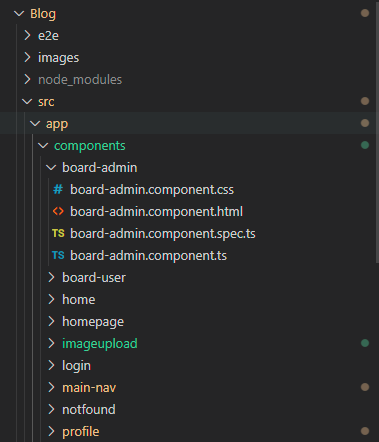 Blog
e2e
images
node_modules
src
app
components
board-admin
# board-admin.component.css
<> board-admin.component.html
TS board-admin.component.spec.ts
TS board-admin.component.ts
board-user
home
homepage
imageupload
login
main-nav
notfound
profile